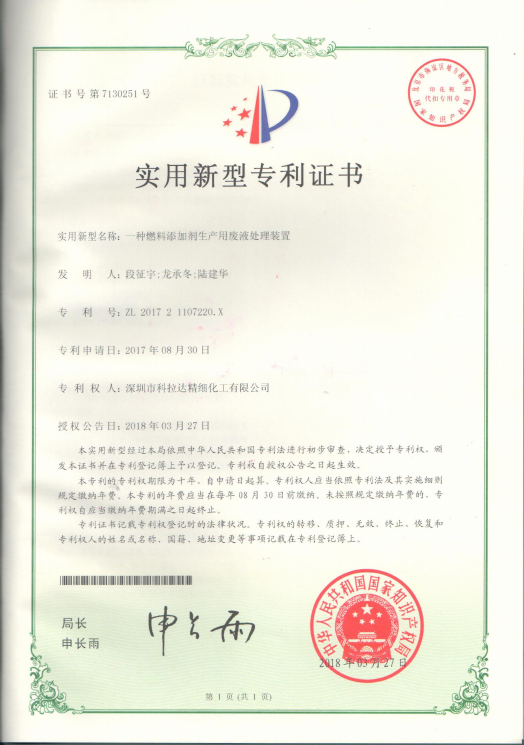 证书号第7130251号
印花税
代扣专用章
实用新型专利证书
实用新型名称：一种燃料添加剂生产用废液处理装置
发明人：段征宇;龙承冬;陆建华
专利号：ZL 2017 2 1107220.X
专利申请日：2017年08月30日
专利权人：深圳市科拉达精细化工有限公司
授权公告日：2018年03月27日
本实用新型经过本局依照中华人民共和国专利法进行初步审查，决定授予专利权，颁
发本证书并在专利登记簿上予以登记。专利权自授权公告之日起生效。
本专利的专利权期限为十年，自申请日起算。专利权人应当依照专利法及其实施细则
规定缴纳年费。本专利的年费应当在每年08月30日前缴纳。未按照规定缴纳年费的，专
利权自应当缴纳年费期满之日起终止。
专利证书记载专利权登记时的法律状况。专利权的转移、质押、无效、终止、恢复和
专利权人的姓名或名称、国籍、地址变更等事项记载在专利登记簿上。
局长
申长雨
申长雨
中华人民共和国国家知识产权局
2018年03月27日
第1页(共1页)